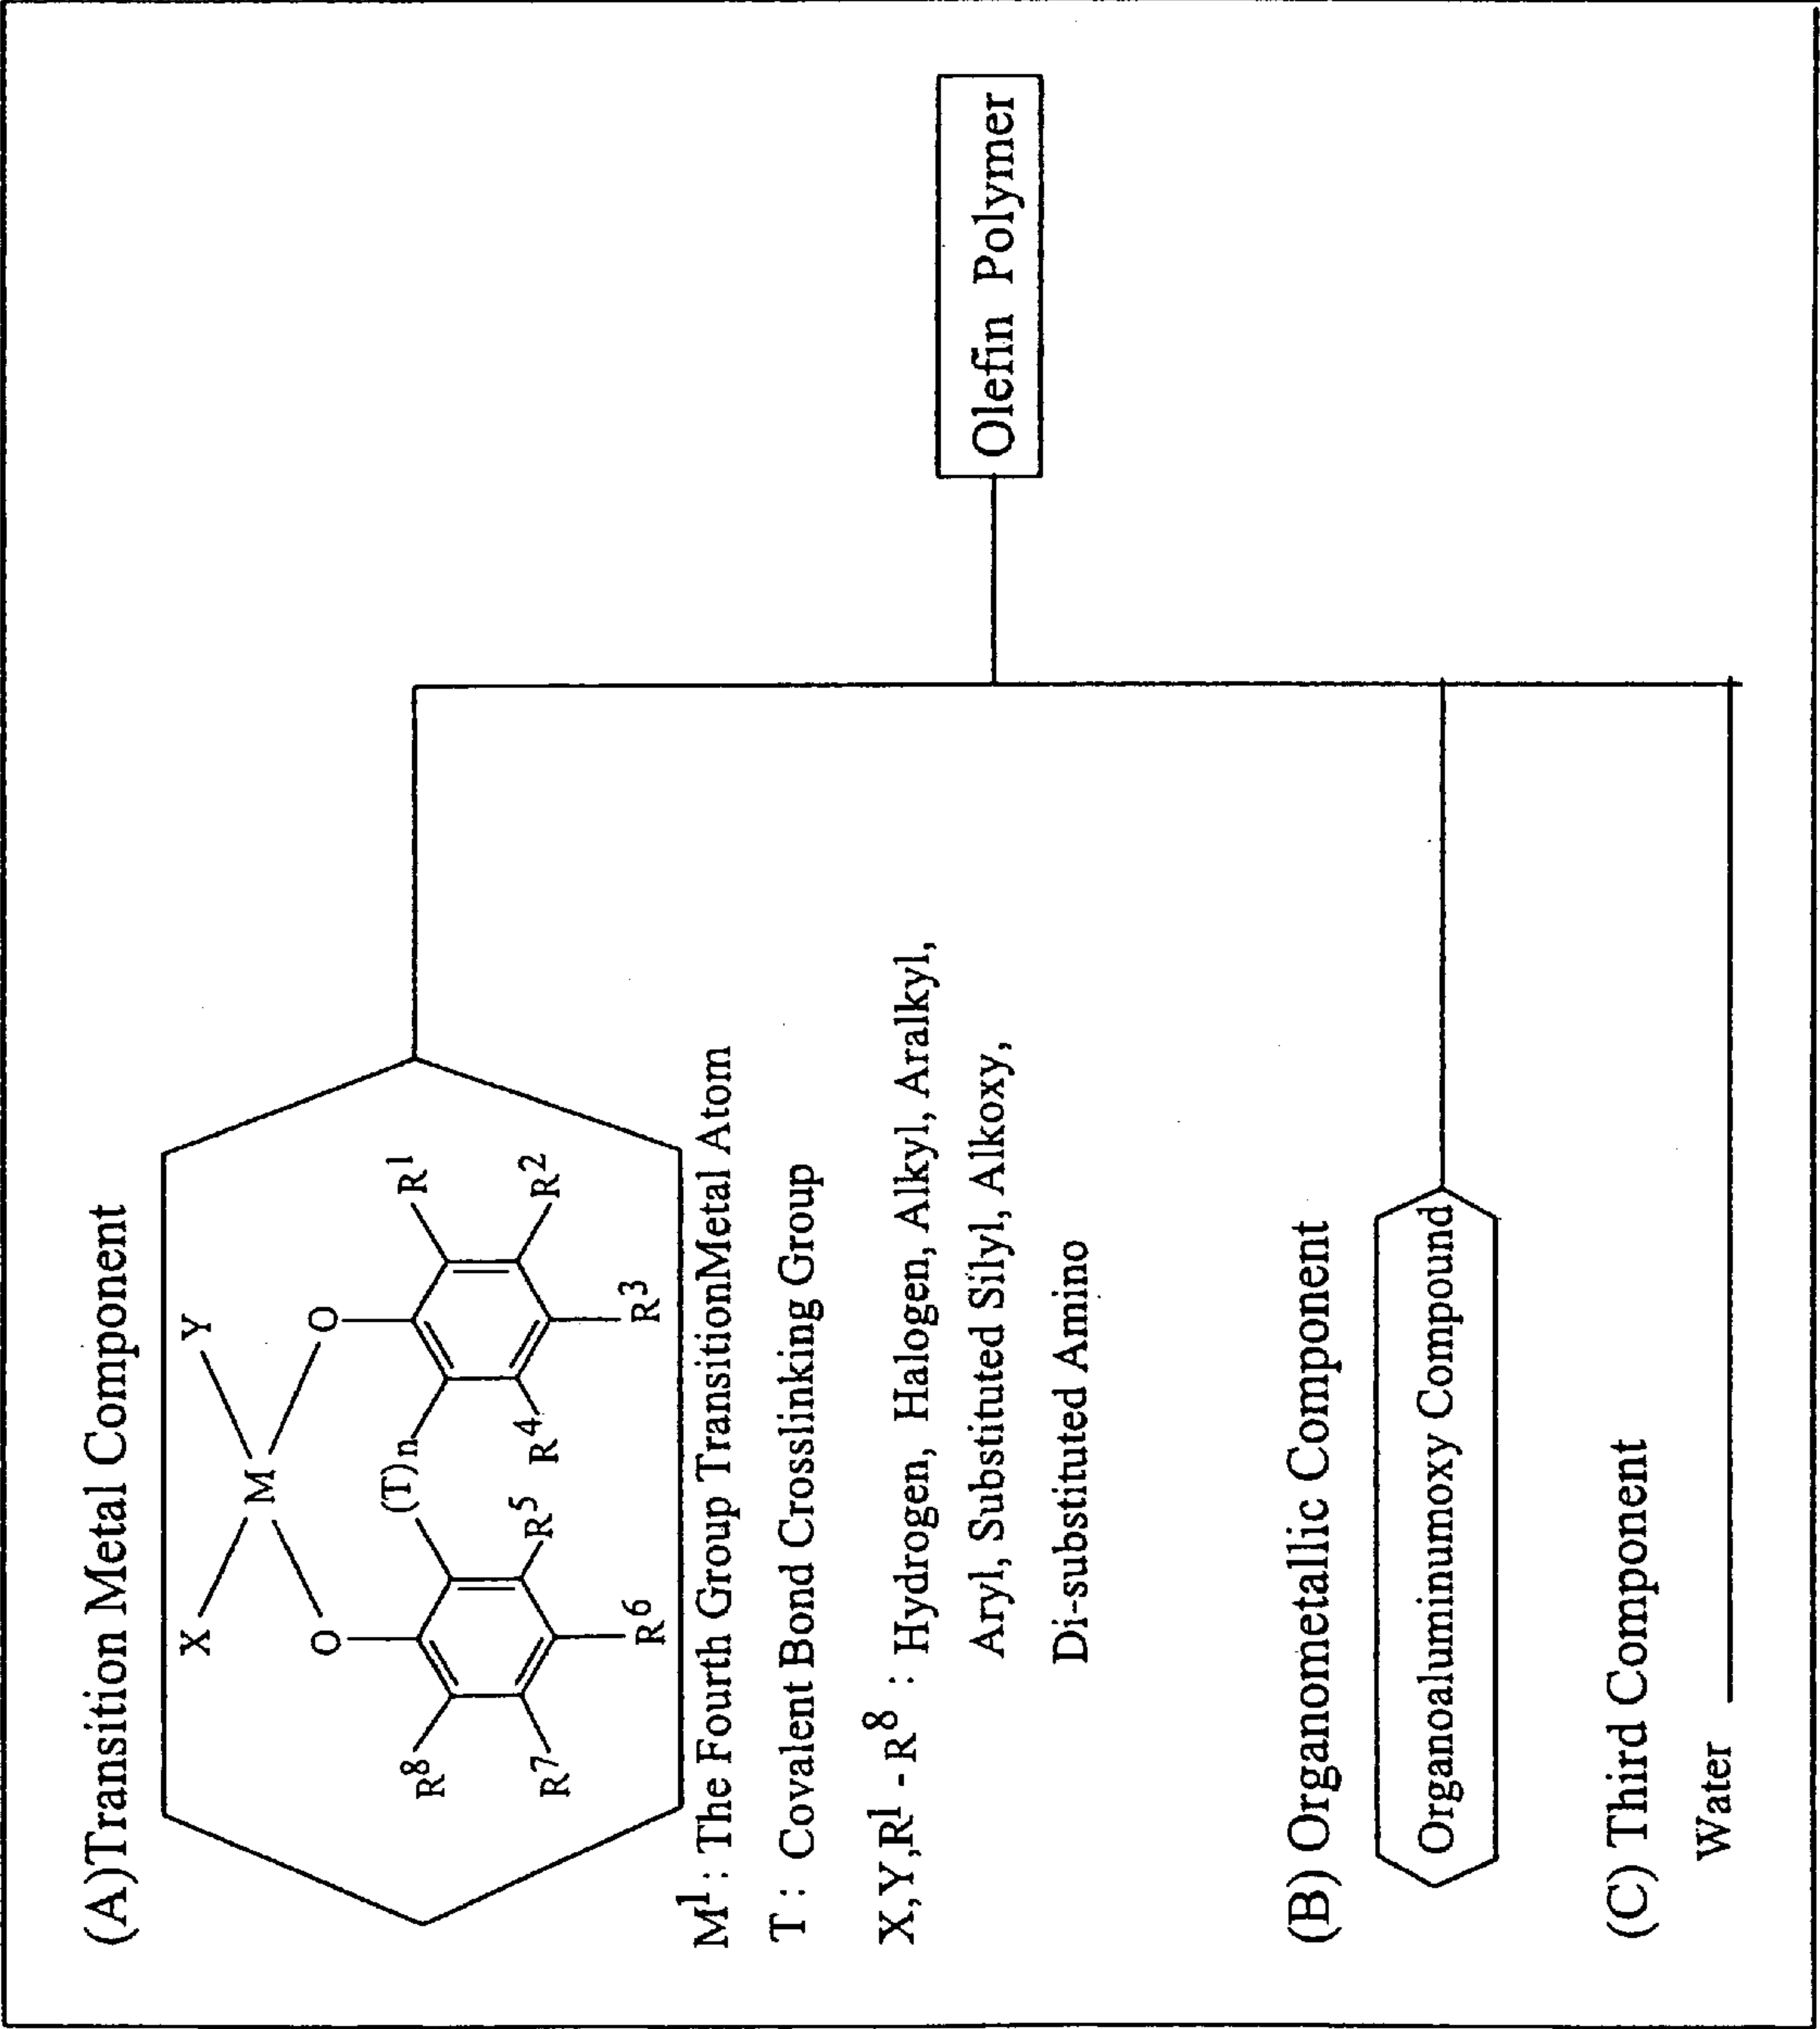 (A)Transition Metal Component
X Y
M
O O
R8 (T)n R1
R7 R5 R4 R2
R6 R3
M1 : The Fourth Group TransitionMetal Atom
T : Covalent Bond Crosslinking Group
X,Y,R1 - R8 : Hydrogen, Halogen, Alkyl, Aralkyl,
Aryl, Substituted Silyl, Alkoxy,
Di-substituted Amino
Olefin Polymer
(B) Organometallic Component
Organoaluminumoxy Compound
(C) Third Component
Water